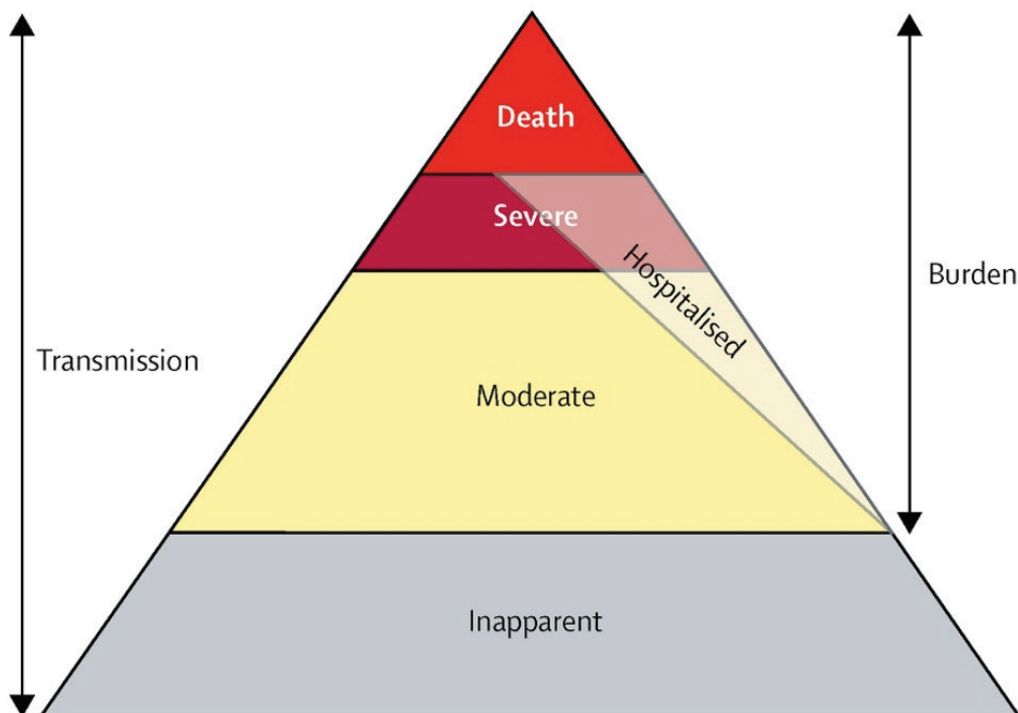 Death
Severe
Hospitalised
Burden
Transmission
Moderate
Inapparent